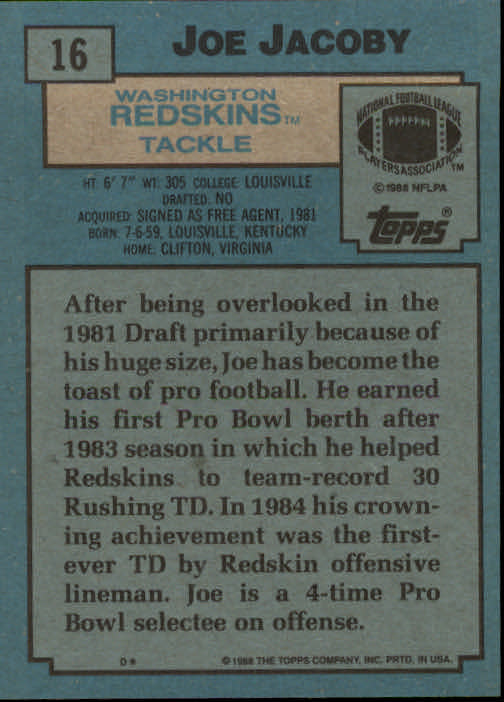 16
JOE JACOBY
WASHINGTON
REDSKINS™
TACKLE
NATIONAL FOOTBALL LEAGUE
PLAYERS ASSOCIATION™
© 1988 NFLPA
Topps®
HT: 6' 7" WT: 305 COLLEGE: LOUISVILLE
DRAFTED: NO
ACQUIRED: SIGNED AS FREE AGENT, 1981
BORN: 7-6-59, LOUISVILLE, KENTUCKY
HOME: CLIFTON, VIRGINIA
After being overlooked in the
1981 Draft primarily because of
his huge size, Joe has become the
toast of pro football. He earned
his first Pro Bowl berth after
1983 season in which he helped
Redskins to team-record 30
Rushing TD. In 1984 his crown-
ing achievement was the first-
ever TD by Redskin offensive
lineman. Joe is a 4-time Pro
Bowl selectee on offense.
D* © 1988 THE TOPPS COMPANY, INC. PRTD. IN USA.